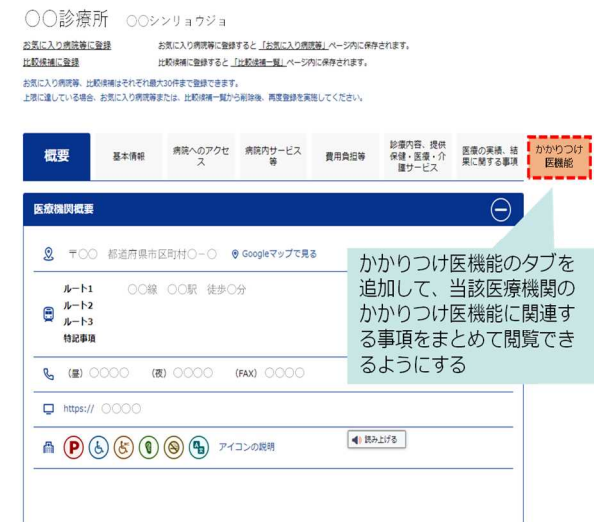 〇〇診療所 〇〇シンリョウジョ
お気に入り病院等に登録 お気に入り病院等に登録すると「お気に入り病院等」ページ内に保存されます。
比較候補に登録 比較候補に登録すると「比較候補一覧」ページ内に保存されます。
お気に入り病院等、比較候補はそれぞれ最大30件まで登録できます。
上限に達している場合、お気に入り病院等または、比較候補一覧から削除後、再度登録を実施してください。
概要
基本情報
病院へのアクセ
ス
病院内サービス
等
費用負担等
診療内容、提供
保健・医療・介
護サービス
医療の実績、結
果に関する事項
かかりつけ
医機能
医療機関概要
〒〇〇 都道府県市区町村〇-〇 Googleマップで見る
ルート1 〇〇線 〇〇駅 徒歩〇分
ルート2
ルート3
特記事項
(昼)〇〇〇〇 (夜)〇〇〇〇 (FAX)〇〇〇〇
https:// 〇〇〇〇
P アイコンの説明
読み上げる
かかりつけ医機能のタブを
追加して、当該医療機関の
かかりつけ医機能に関連す
る事項をまとめて閲覧でき
るようにする